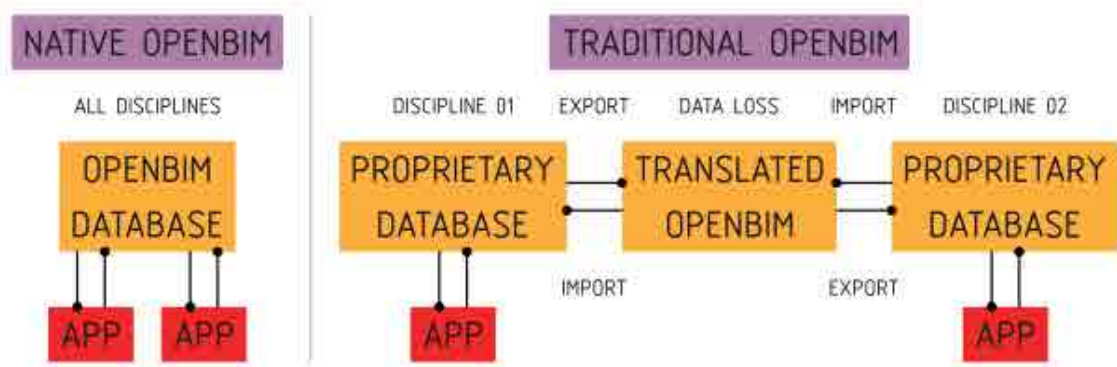 NATIVE OPENBIM
ALL DISCIPLINES
OPENBIM
DATABASE
APP
APP
TRADITIONAL OPENBIM
DISCIPLINE 01
EXPORT
DATA LOSS
IMPORT
DISCIPLINE 02
PROPRIETARY
DATABASE
TRANSLATED
OPENBIM
PROPRIETARY
DATABASE
IMPORT
EXPORT
APP
APP